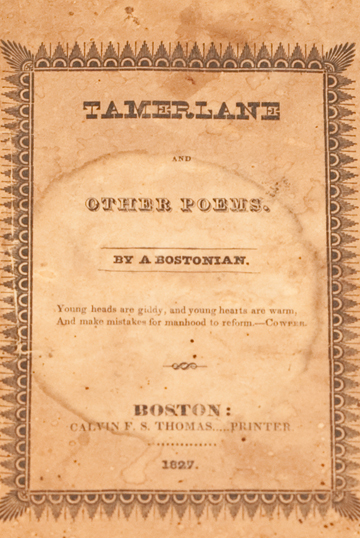 TAMERLANE
AND
OTHER POEMS.
BY A BOSTONIAN.
Young heads are giddy, and young hearts are warm,
And make mistakes for manhood to reform.—COWPER.
BOSTON:
CALVIN F. S. THOMAS.....PRINTER
1827.